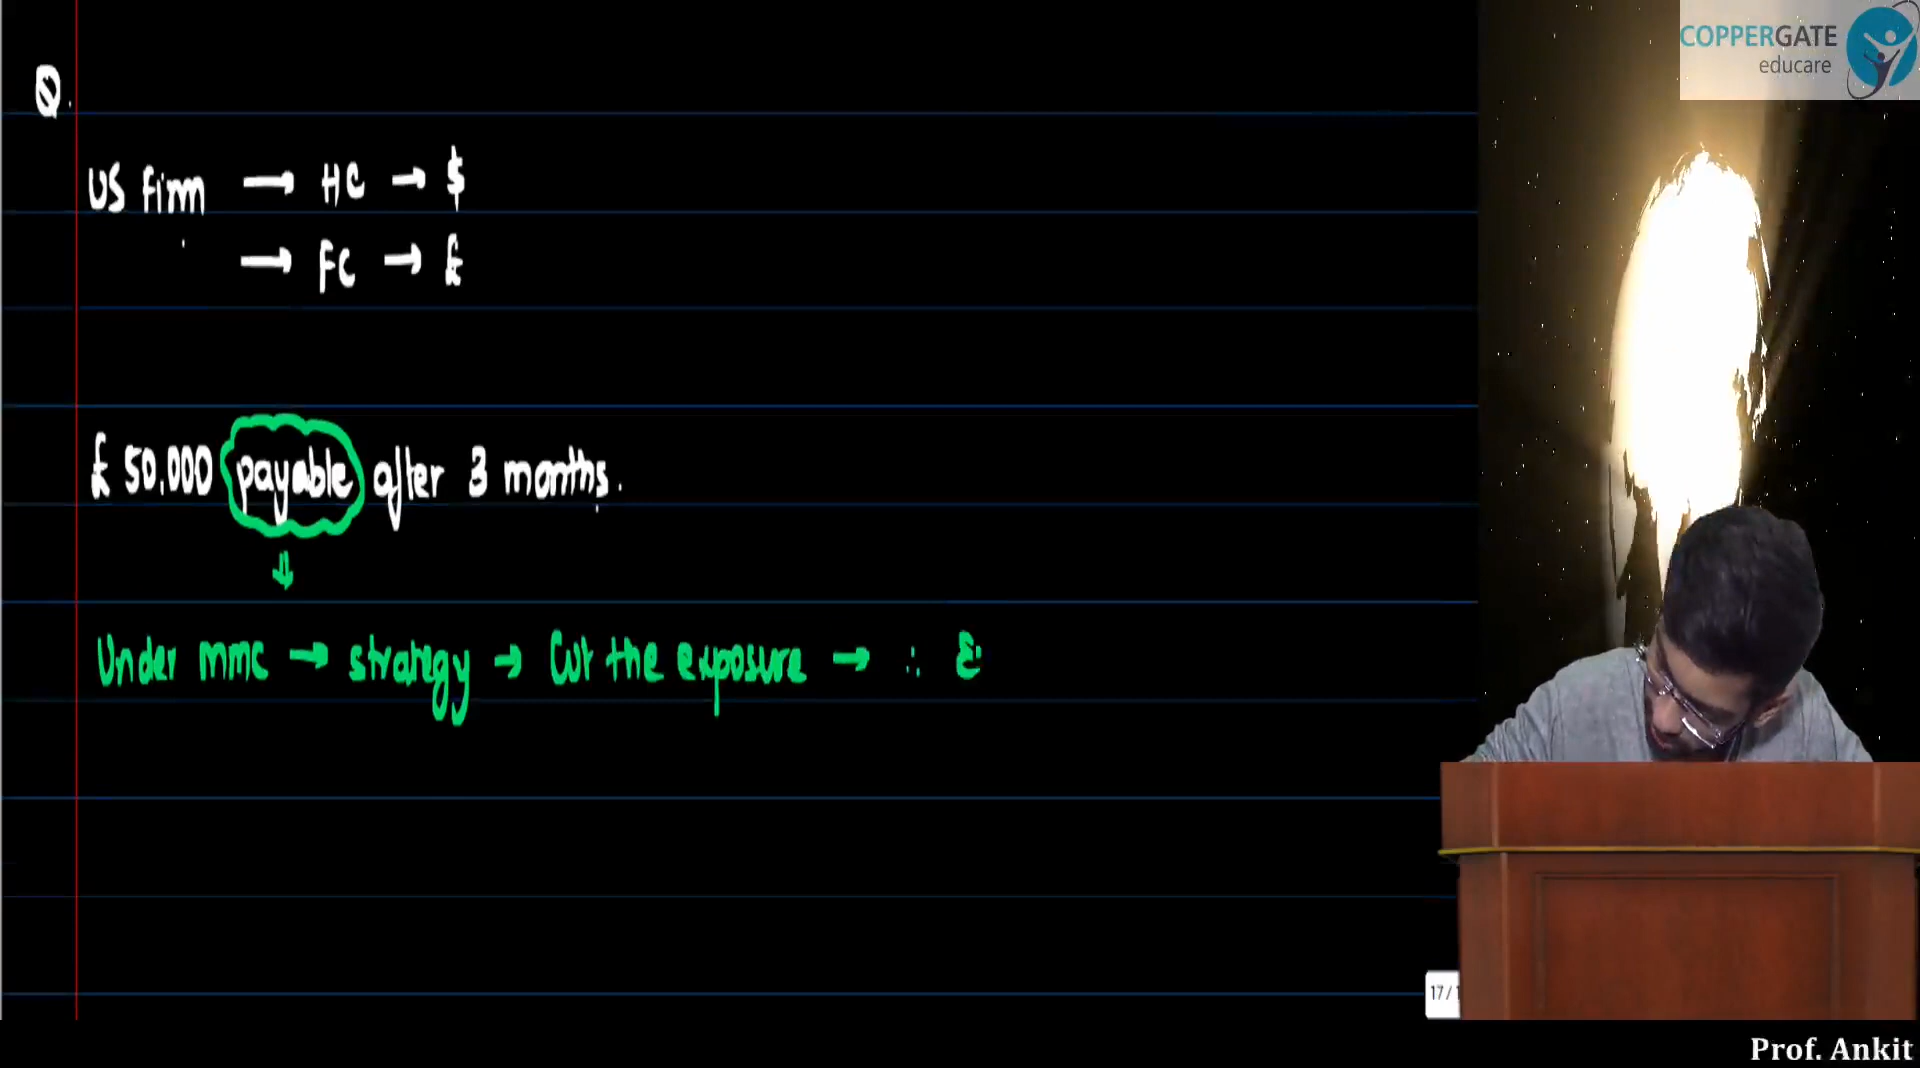 COPPERGATE
educare
Q.
US firm → HC → $
→ FC → £
£ 50,000 payable after 3 months.
↓
Under mmc → strategy → Cut the exposure → ∴
17/1
Prof. Ankit